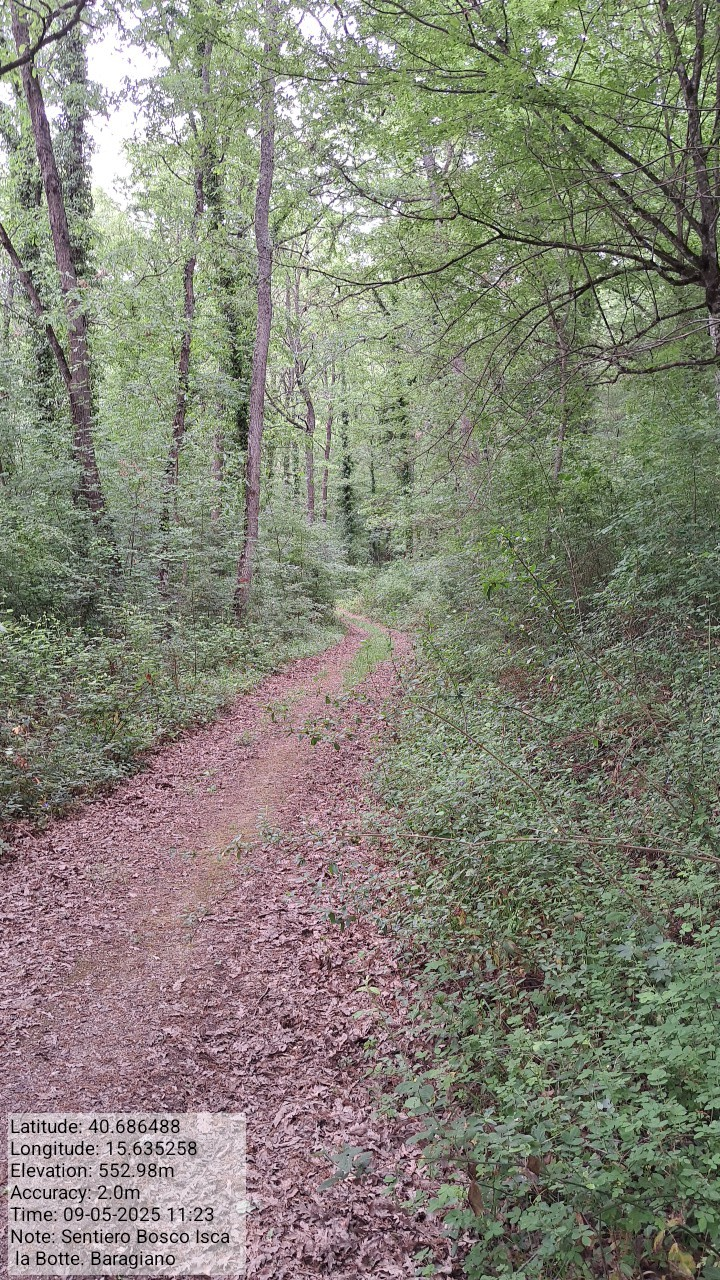 Latitude: 40.686488
Longitude: 15.635258
Elevation: 552.98m
Accuracy: 2.0m
Time: 09-05-2025 11:23
Note: Sentiero Bosco Isca
la Botte. Baragiano